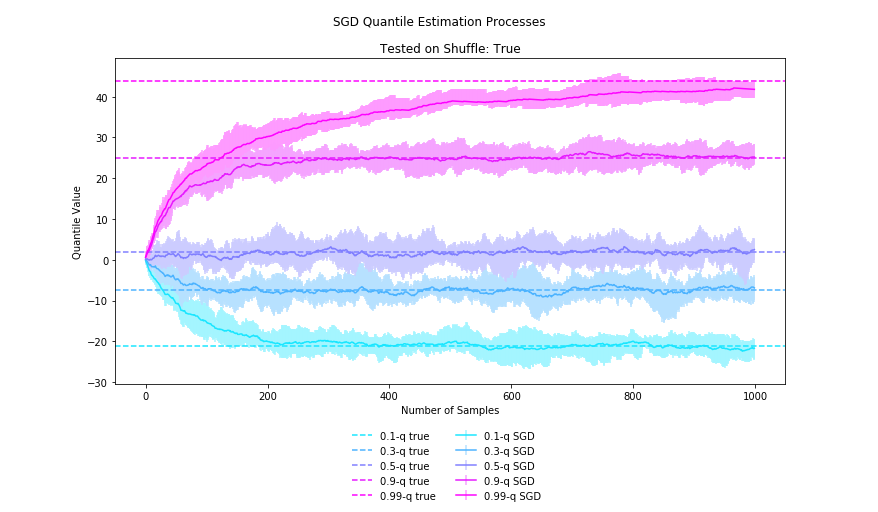 SGD Quantile Estimation Processes
Tested on Shuffle: True
Quantile Value
40
30
20
10
0
−10
−20
−30
0 200 400 600 800 1000
Number of Samples
0.1-q true 0.1-q SGD
0.3-q true 0.3-q SGD
0.5-q true 0.5-q SGD
0.9-q true 0.9-q SGD
0.99-q true 0.99-q SGD